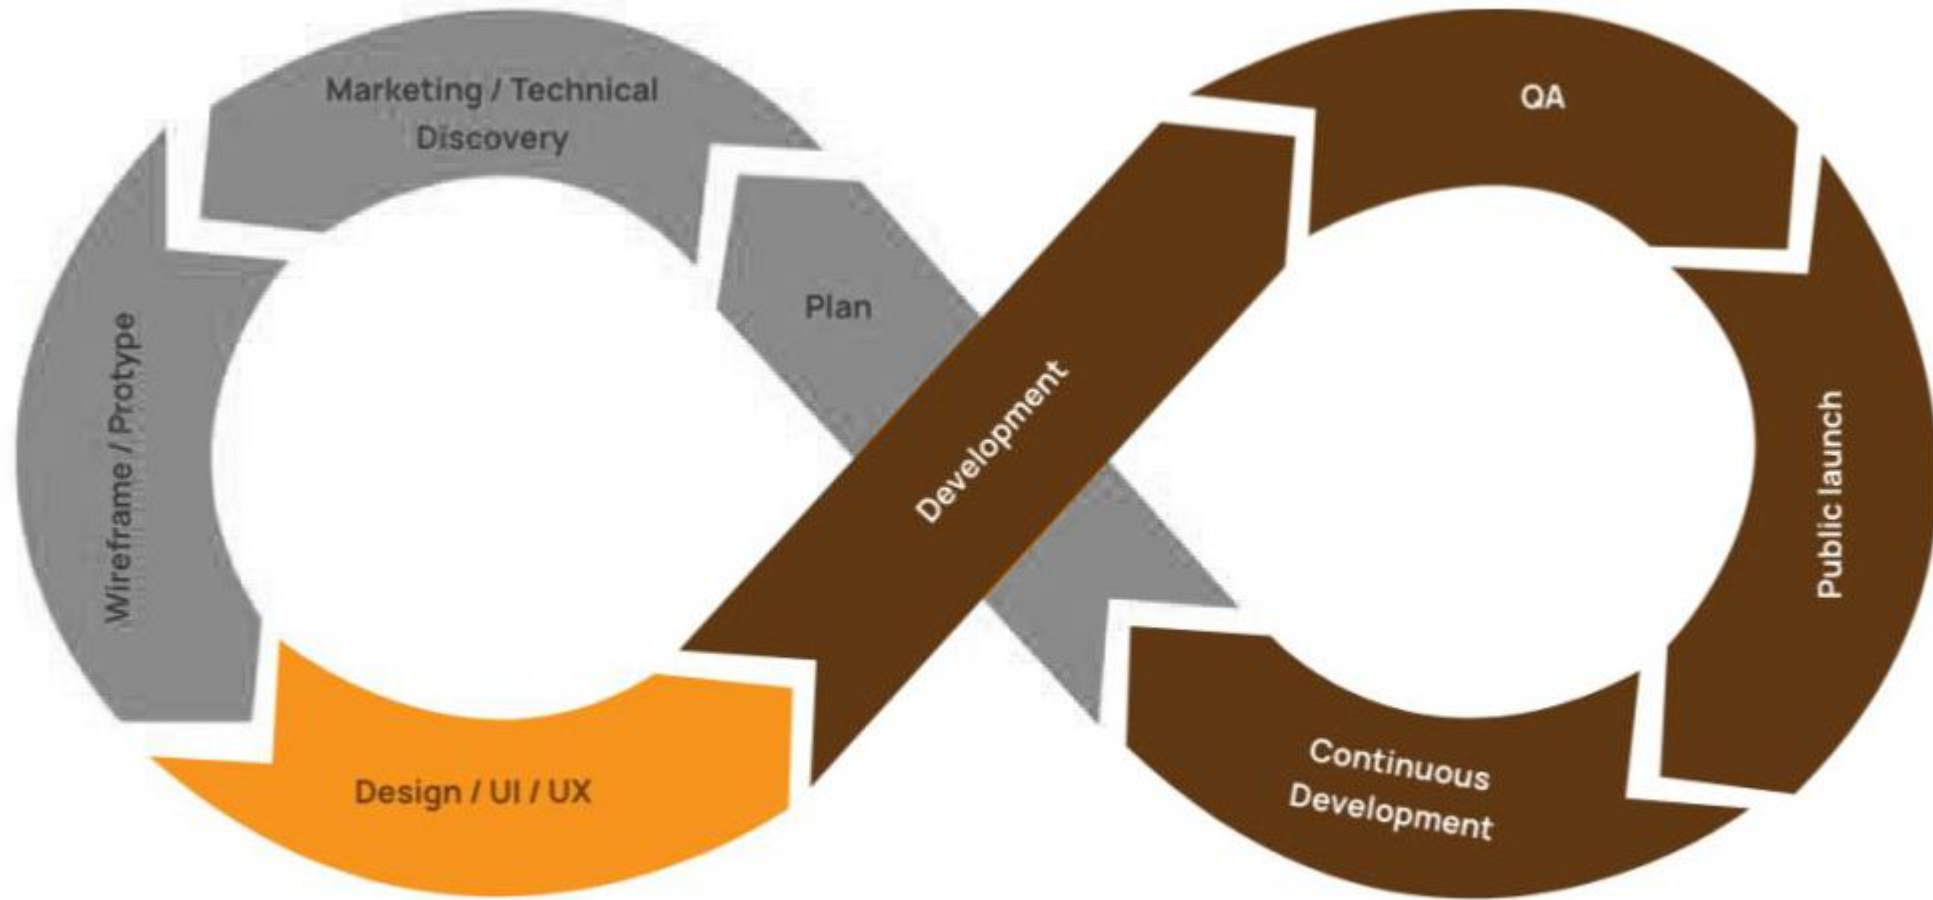 Marketing / Technical
Discovery
QA
Plan
Wireframe / Protype
Development
Public launch
Design / UI / UX
Continuous
Development